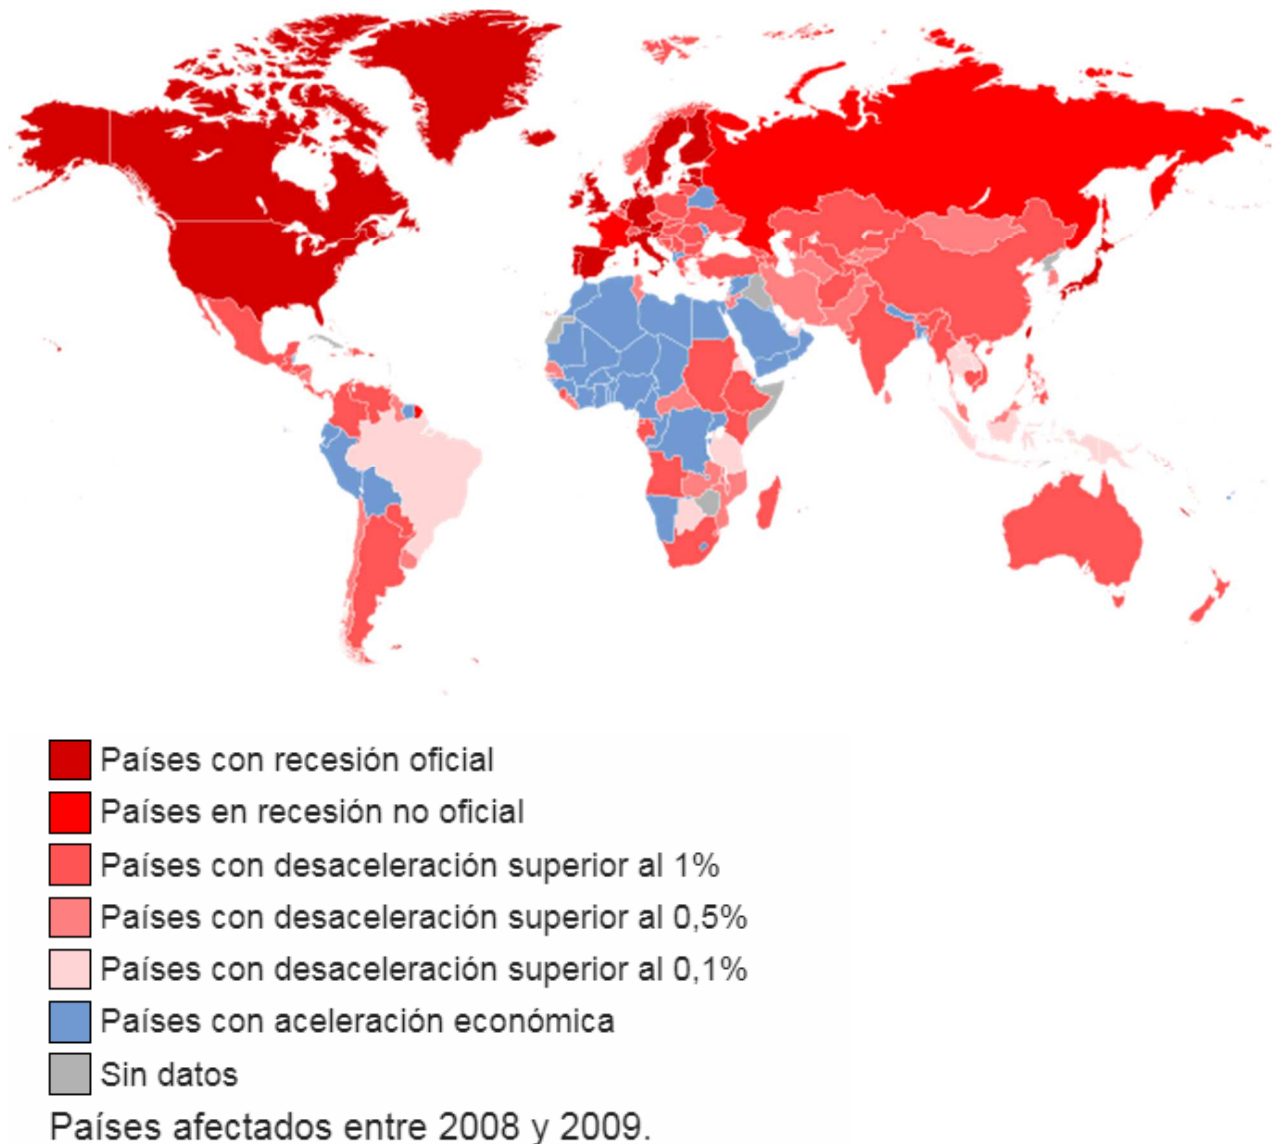 Países con recesión oficial
Países en recesión no oficial
Países con desaceleración superior al 1%
Países con desaceleración superior al 0,5%
Países con desaceleración superior al 0,1%
Países con aceleración económica
Sin datos
Países afectados entre 2008 y 2009.